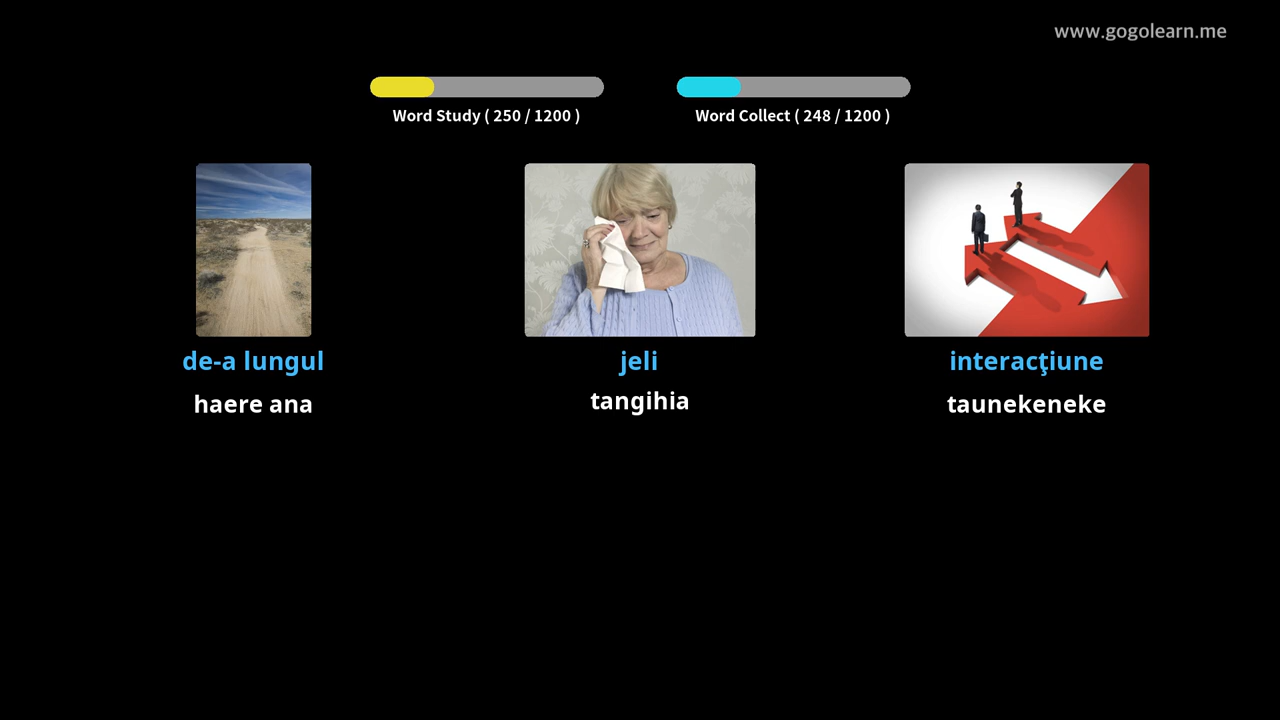 www.gogolearn.me
Word Study ( 250 / 1200 )
Word Collect ( 248 / 1200 )
de-a lungul
haere ana
jeli
tangihia
interacţiune
taunekeneke